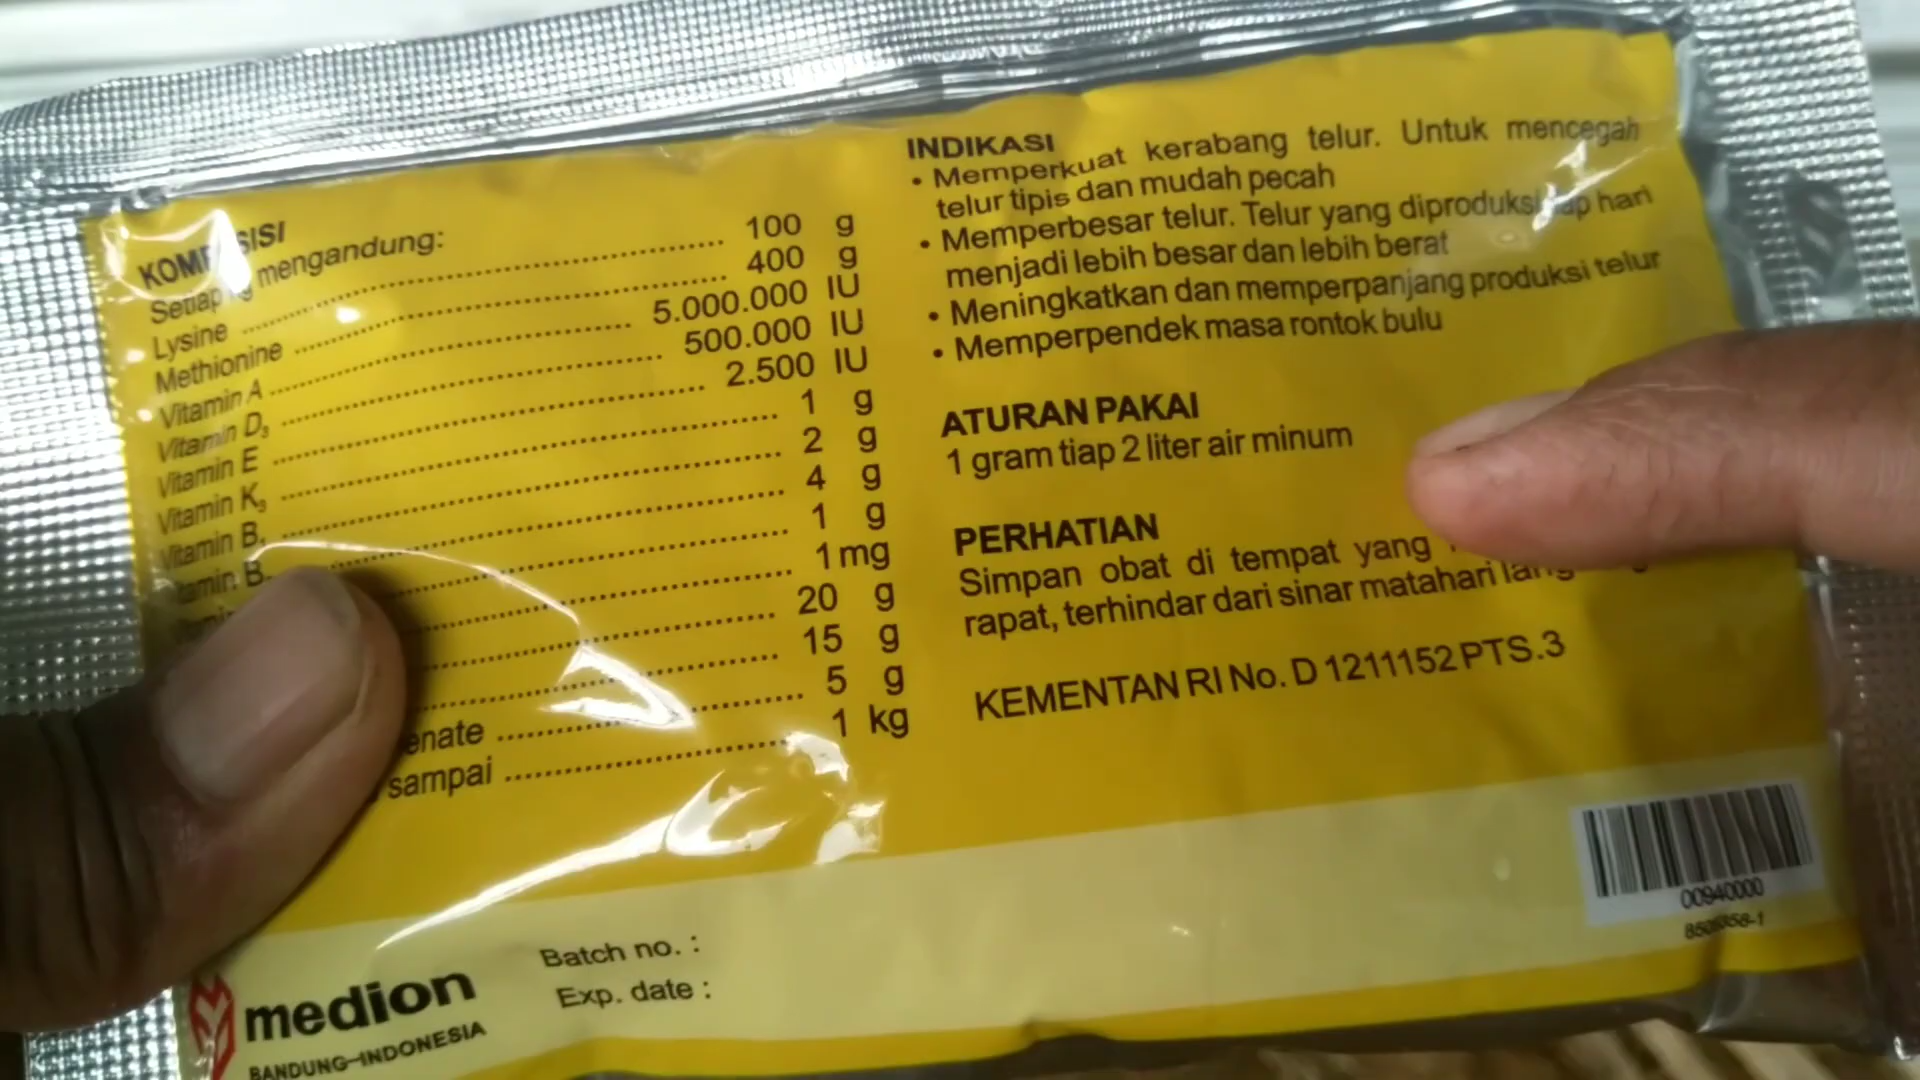 KOMPOSISI
Setiap kg mengandung:
Lysine ........ 100 g
Methionine ........ 400 g
Vitamin A ........ 5.000.000 IU
Vitamin D3 ........ 500.000 IU
Vitamin E ........ 2.500 IU
Vitamin K3 ........ 1 g
Vitamin B1 ........ 2 g
4 g
1 g
1 mg
20 g
15 g
enate ........ 5 g
sampai ........ 1 kg
INDIKASI
• Memperkuat kerabang telur. Untuk mencegah
telur tipis dan mudah pecah
• Memperbesar telur. Telur yang diproduksi hari
menjadi lebih besar dan lebih berat
• Meningkatkan dan memperpanjang produksi telur
• Memperpendek masa rontok bulu
ATURAN PAKAI
1 gram tiap 2 liter air minum
PERHATIAN
Simpan obat di tempat yang
rapat, terhindar dari sinar matahari
KEMENTAN RI No. D 1211152 PTS.3
00940000
medion
BANDUNG-INDONESIA
Batch no. :
Exp. date :